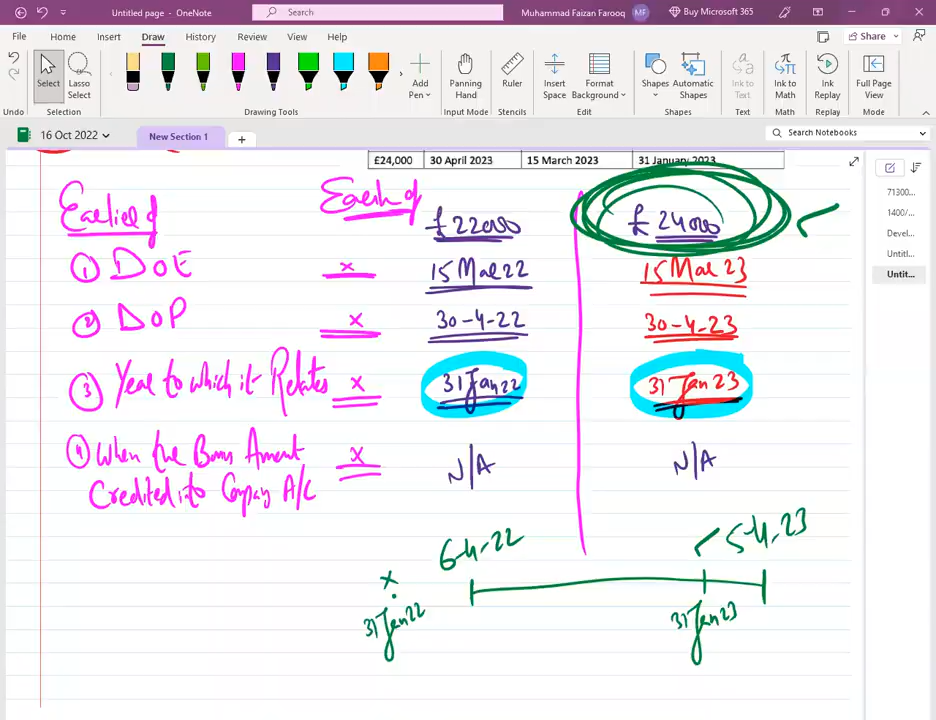 Untitled page - OneNote
Search
Muhammad Faizan Farooq
MF
Buy Microsoft 365
File Home Insert Draw History Review View Help
Share
Undo
Select
Lasso Select
Selection
Drawing Tools
Add Pen
Panning Hand
Input Mode
Ruler
Stencils
Insert Space
Format Background
Edit
Shapes
Automatic Shapes
Shapes
Ink to Text
Ink to Math
Convert
Ink Replay
Replay
Full Page View
Mode
16 Oct 2022
New Section 1
Search Notebooks
71300...
1400/...
Devel...
Untitl...
Untit...
£24,000 30 April 2023 15 March 2023 31 January 2023
Earlier of
£22000 £24000
① DOE x 15 Mar 22 15 Mar 23
② DOP x 30-4-22 30-4-23
③ Year to which it Relates x 31 Jan 22 31 Jan 23
④ When the Amount x N/A N/A
Credited into Company A/C
6-4-22 5-4-23
x
31 Jan 22 31 Jan 23